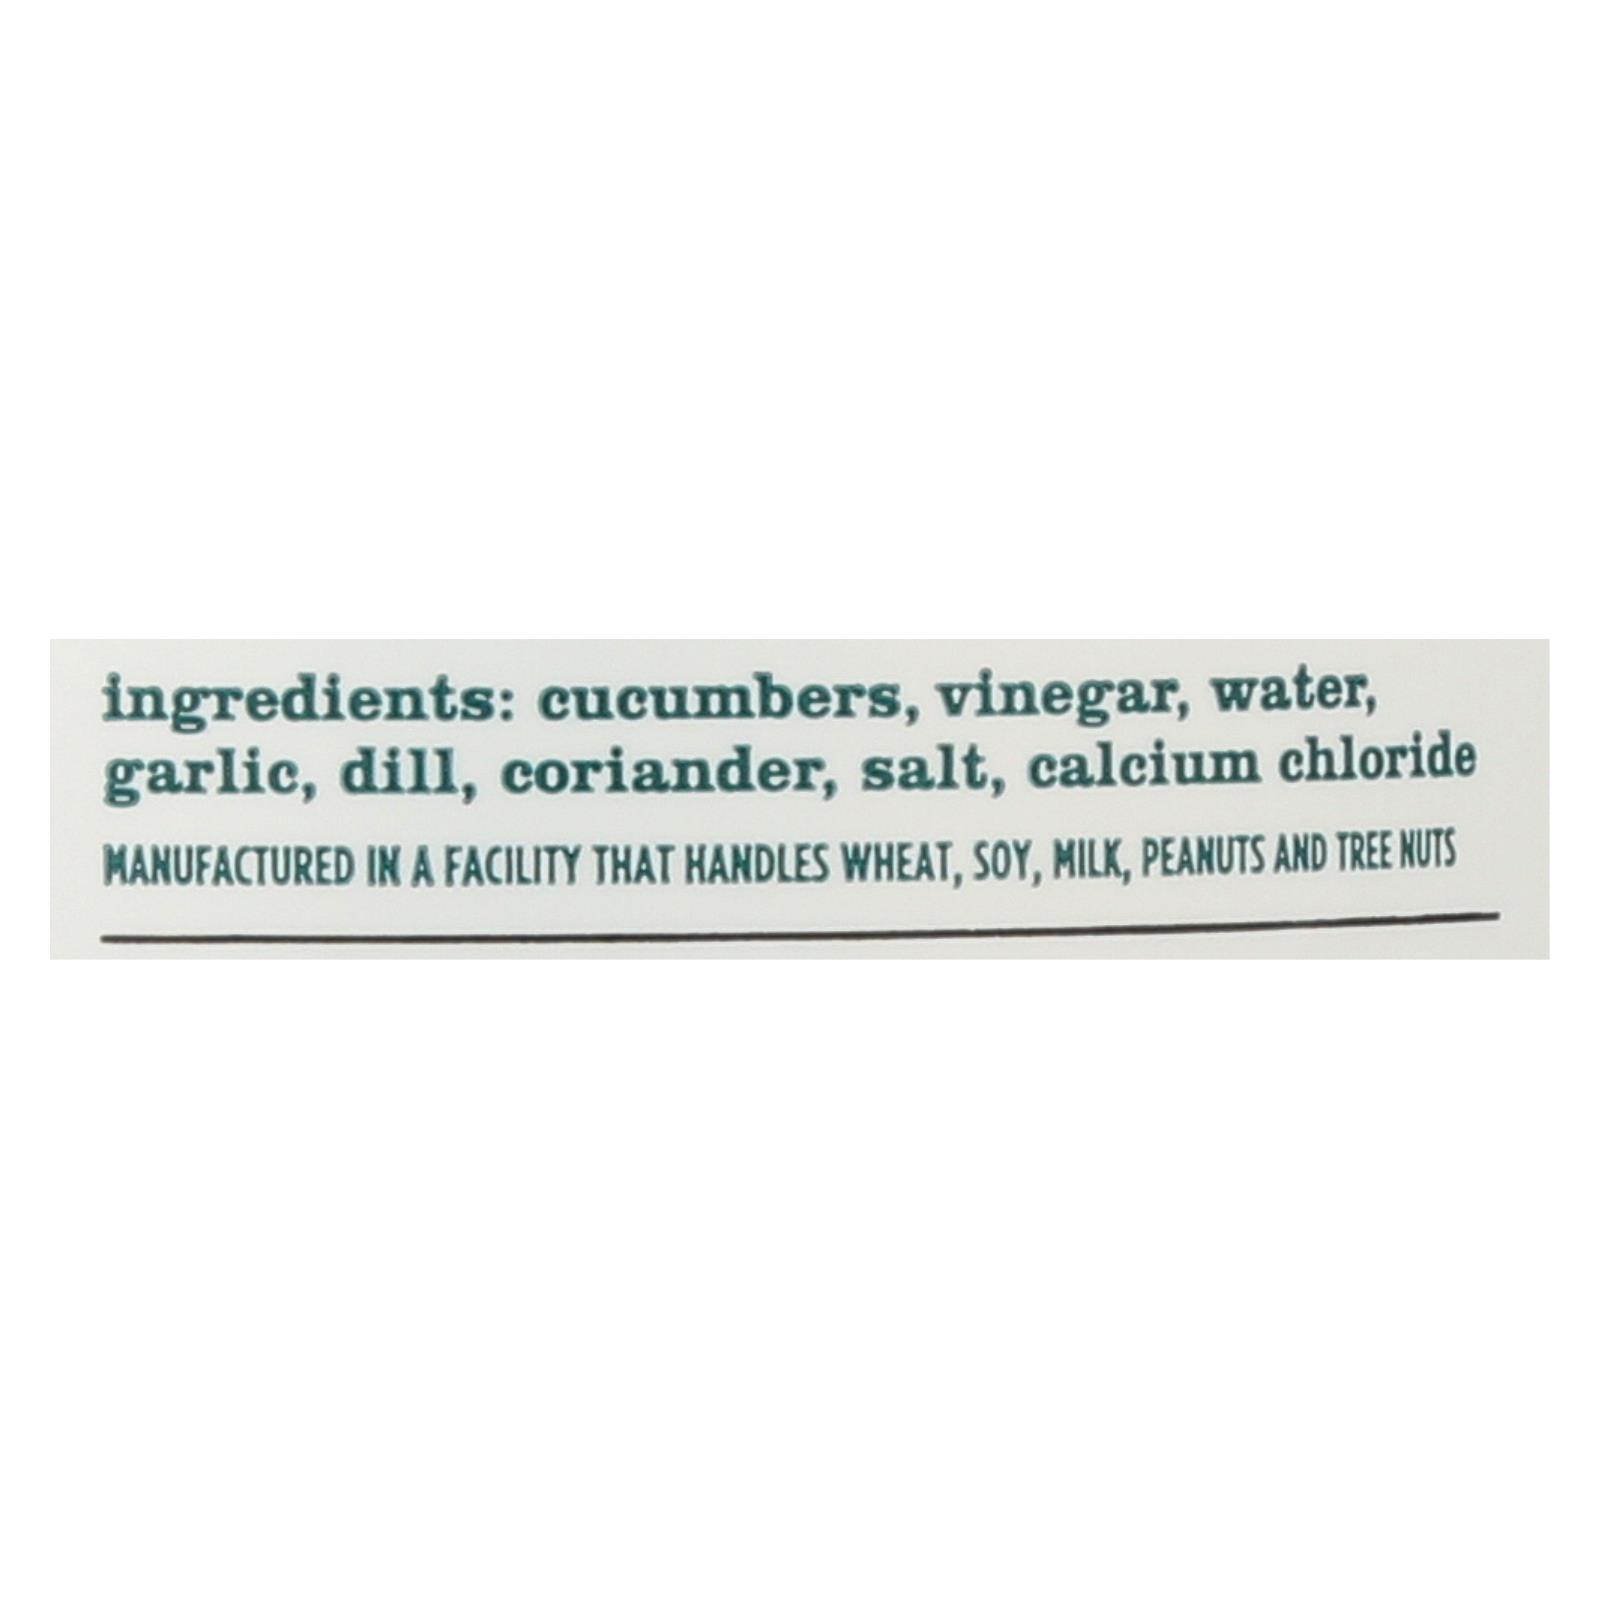 ingredients: cucumbers, vinegar, water,
garlic, dill, coriander, salt, calcium chloride
MANUFACTURED IN A FACILITY THAT HANDLES WHEAT, SOY, MILK, PEANUTS AND TREE NUTS